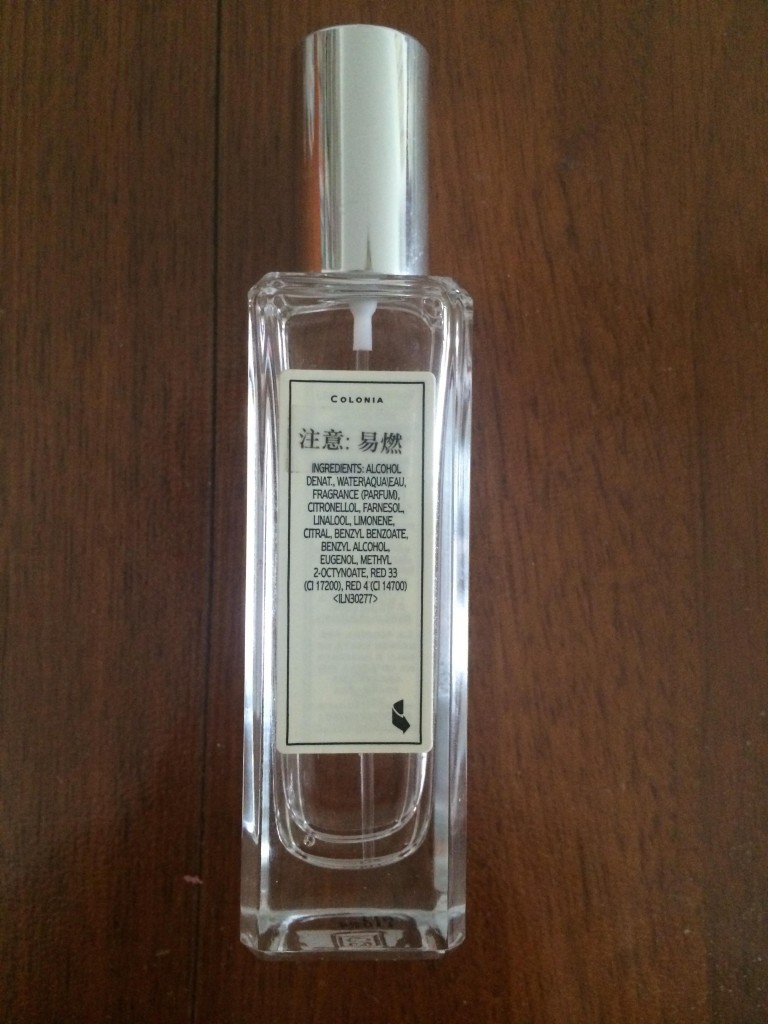 COLONIA
注意: 易燃
INGREDIENTS: ALCOHOL
DENAT., WATER\AQUA\EAU,
FRAGRANCE (PARFUM),
CITRONELLOL, FARNESOL,
LINALOOL, LIMONENE,
CITRAL, BENZYL BENZOATE,
BENZYL ALCOHOL,
EUGENOL, METHYL
2-OCTYNOATE, RED 33
(CI 17200), RED 4 (CI 14700)
<ILN30277>